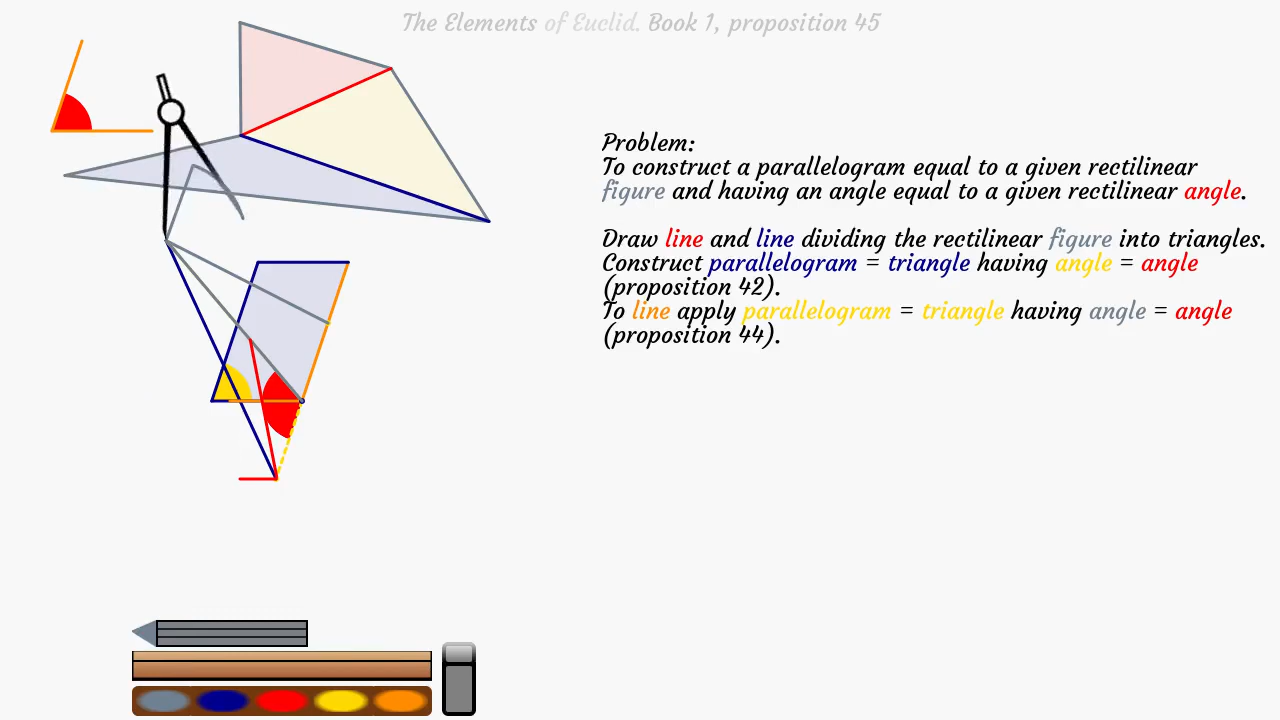 The Elements of Euclid. Book 1, proposition 45
Problem:
To construct a parallelogram equal to a given rectilinear
figure and having an angle equal to a given rectilinear angle.
Draw line and line dividing the rectilinear figure into triangles.
Construct parallelogram = triangle having angle = angle
(proposition 42).
To line apply parallelogram = triangle having angle = angle
(proposition 44).